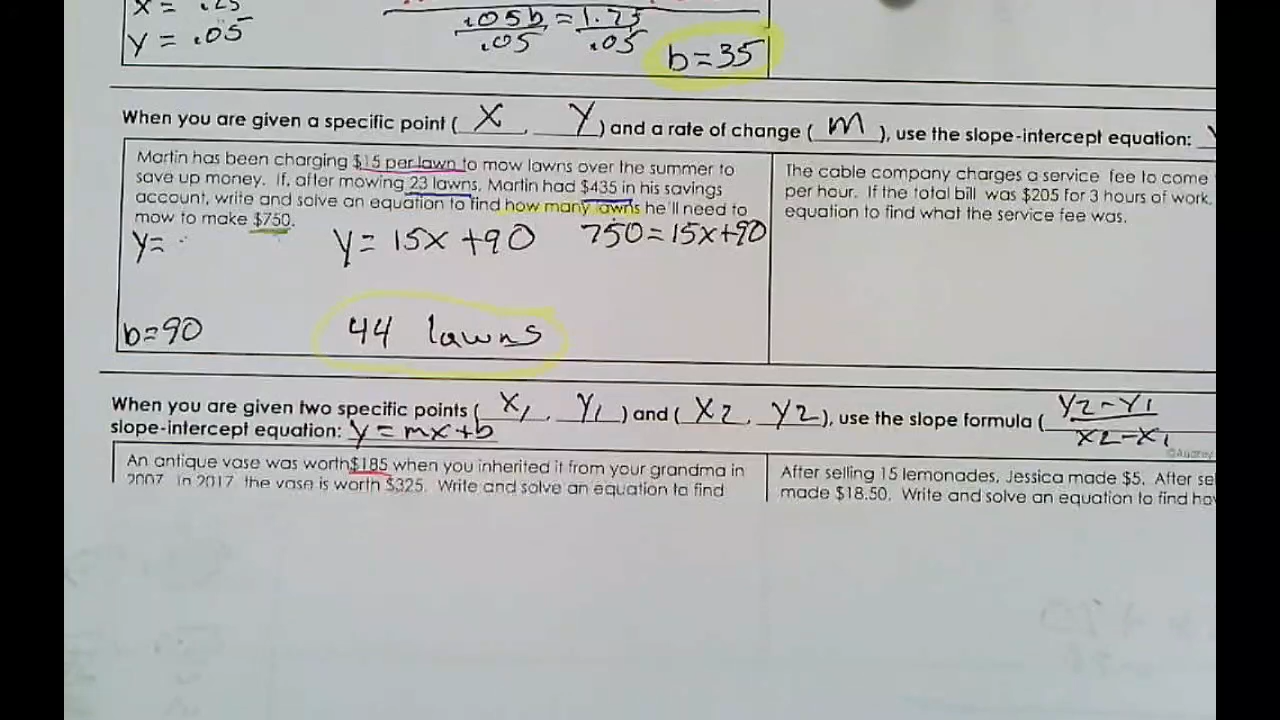 x = .25
y = .05
.05b = 1.75
.05 .05
b=35
When you are given a specific point ( X , Y ) and a rate of change ( m ), use the slope-intercept equation:
Martin has been charging $15 per lawn to mow lawns over the summer to
save up money. If, after mowing 23 lawns, Martin had $435 in his savings
account, write and solve an equation to find how many lawns he'll need to
mow to make $750.
y=
y= 15x +90
750=15x+90
b=90
44 lawns
The cable company charges a service fee to come
per hour. If the total bill was $205 for 3 hours of work,
equation to find what the service fee was.
When you are given two specific points ( X1, Y1 ) and ( X2, Y2 ), use the slope formula ( Y2-Y1
X2-X1
slope-intercept equation: y=mx+b
©Audrey
An antique vase was worth $185 when you inherited it from your grandma in
2007. In 2017, the vase is worth $325. Write and solve an equation to find
After selling 15 lemonades, Jessica made $5. After
made $18.50. Write and solve an equation to find